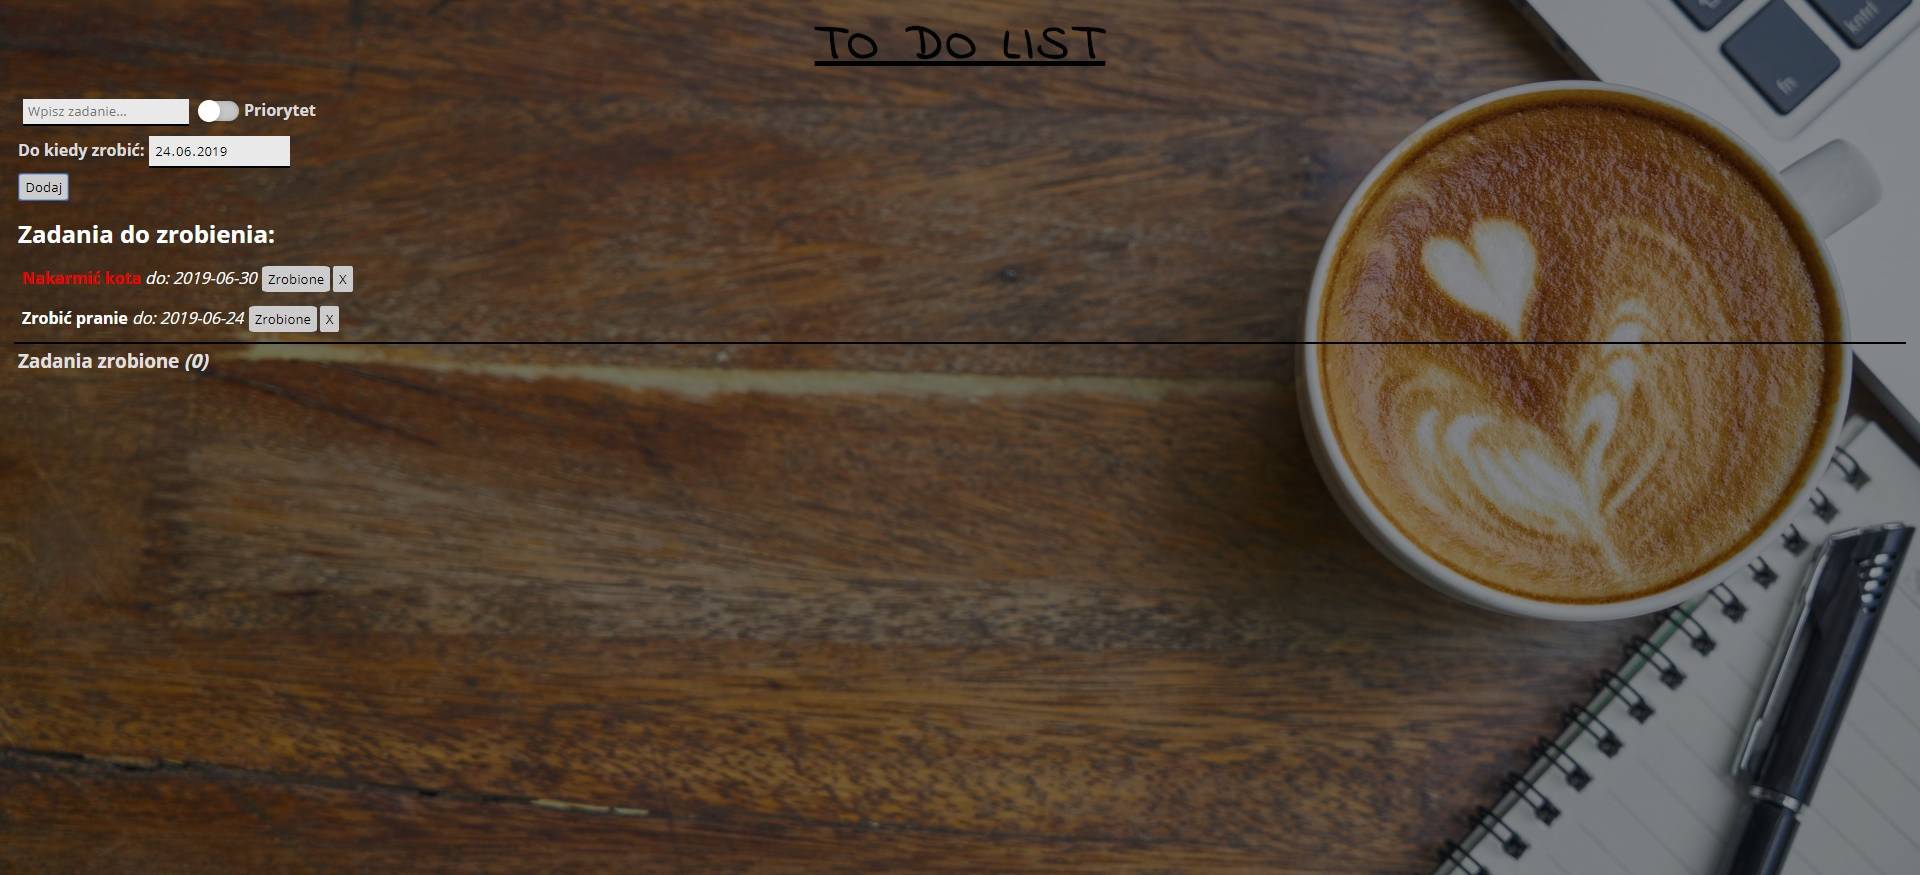 TO DO LIST
Wpisz zadanie... Priorytet
Do kiedy zrobić: 24.06.2019
Dodaj
Zadania do zrobienia:
Nakarmić kota do: 2019-06-30 Zrobione X
Zrobić pranie do: 2019-06-24 Zrobione X
Zadania zrobione (0)
fn
kntrl